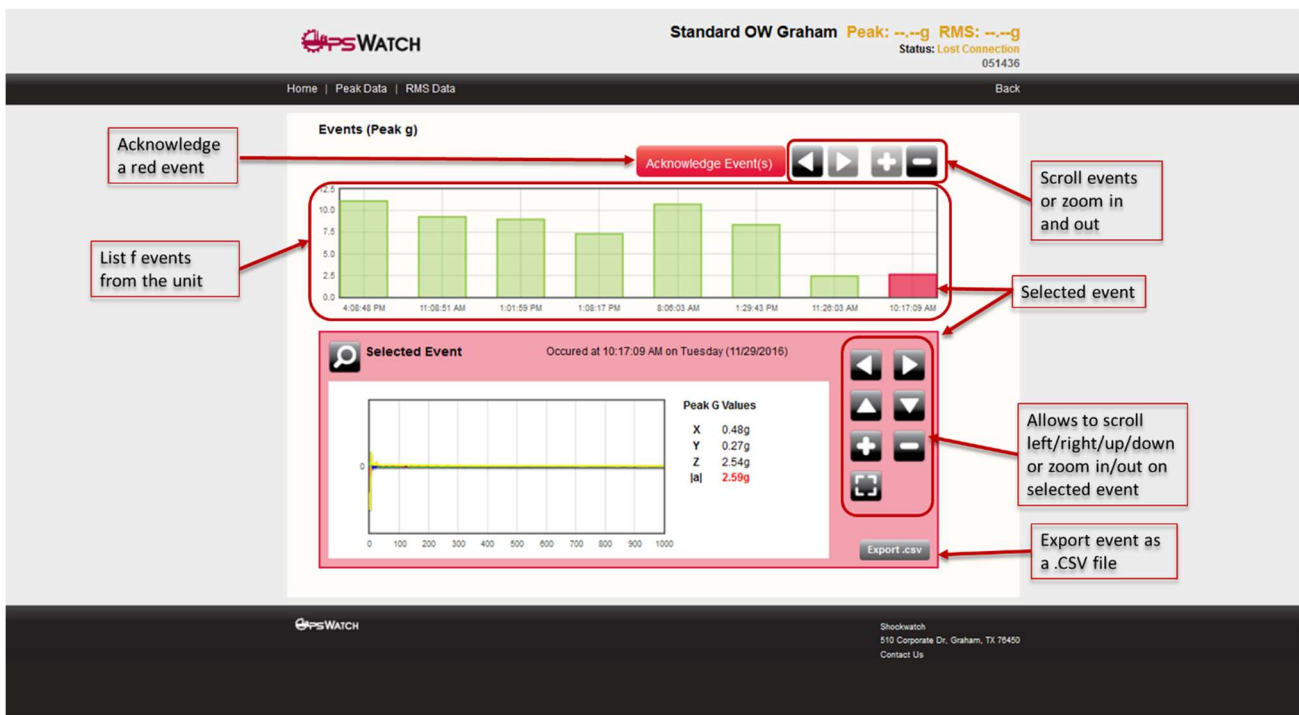 OPSWATCH
Standard OW Graham Peak: --.--g RMS: --.--g
Status: Lost Connection
051436
Home | Peak Data | RMS Data
Back
Events (Peak g)
Acknowledge
a red event
Acknowledge Event(s)
Scroll events
or zoom in
and out
List f events
from the unit
12.5
10.0
7.5
5.0
2.5
0.0
4:08:48 PM 11:08:51 AM 1:01:59 PM 1:08:17 PM 8:06:03 AM 1:29:43 PM 11:26:03 AM 10:17:09 AM
Selected event
Selected Event
Occured at 10:17:09 AM on Tuesday (11/29/2016)
Peak G Values
X 0.48g
Y 0.27g
Z 2.54g
|a| 2.59g
0
0 100 200 300 400 500 600 700 800 900 1000
Allows to scroll
left/right/up/down
or zoom in/out on
selected event
Export .csv
Export event as
a .CSV file
OPSWATCH
Shockwatch
510 Corporate Dr, Graham, TX 76450
Contact Us